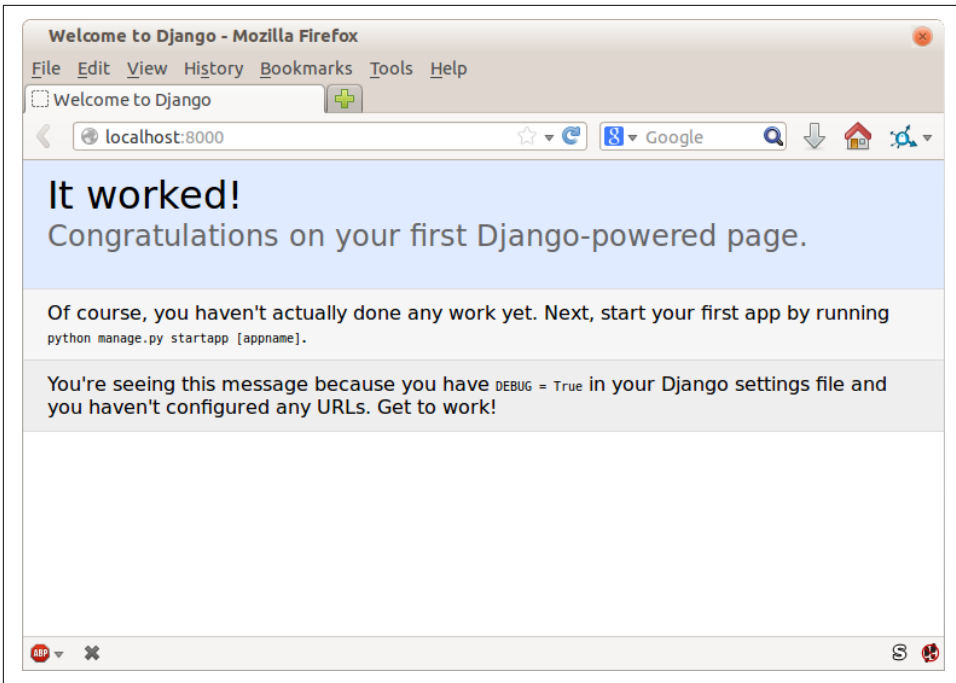 Welcome to Django - Mozilla Firefox
File Edit View History Bookmarks Tools Help
Welcome to Django
localhost:8000
8 Google
It worked!
Congratulations on your first Django-powered page.
Of course, you haven't actually done any work yet. Next, start your first app by running
python manage.py startapp [appname].
You're seeing this message because you have DEBUG = True in your Django settings file and
you haven't configured any URLs. Get to work!
ABP
S